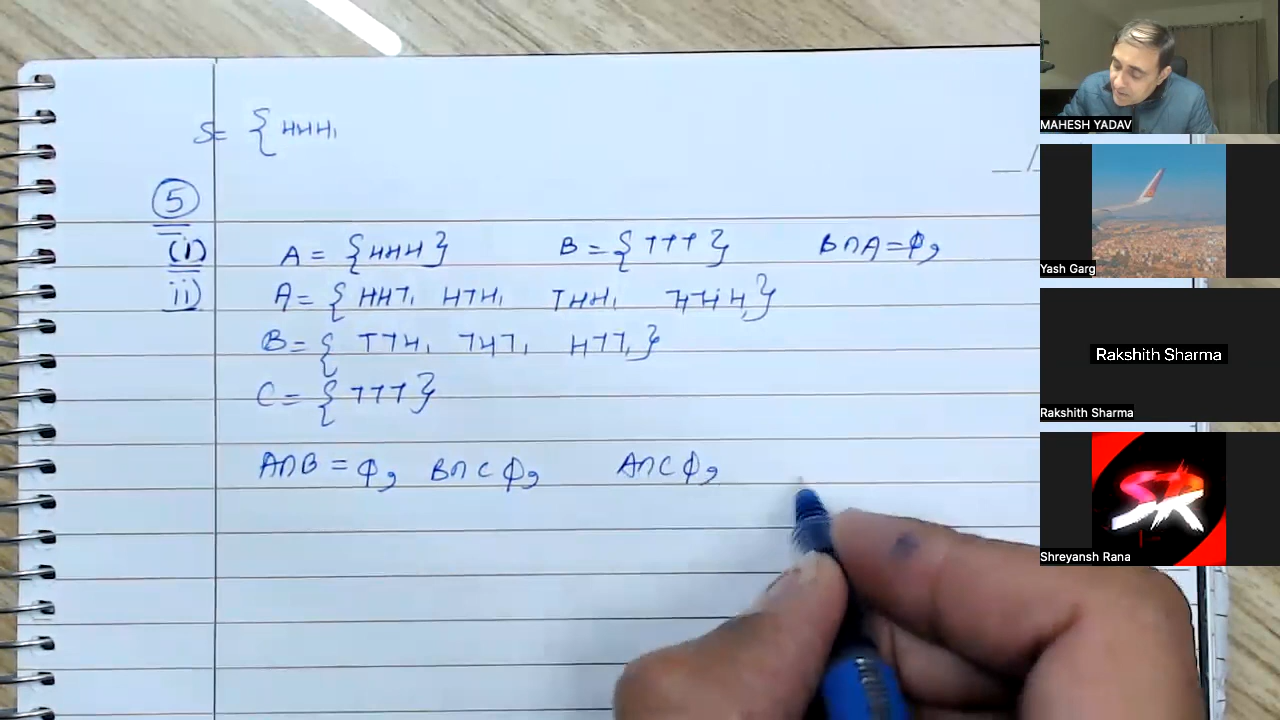 S= {HHH,
5
(i) A = {HHH} B = {TTT} B∩A=ϕ,
ii) A = {HHT, HTH, THH, HHH,}
B = { TTH, THT, HTT,}
C = {TTT}
A∩B = ϕ, B∩C ϕ, A∩C ϕ,
MAHESH YADAV
Yash Garg
Rakshith Sharma
Rakshith Sharma
SR
Shreyansh Rana